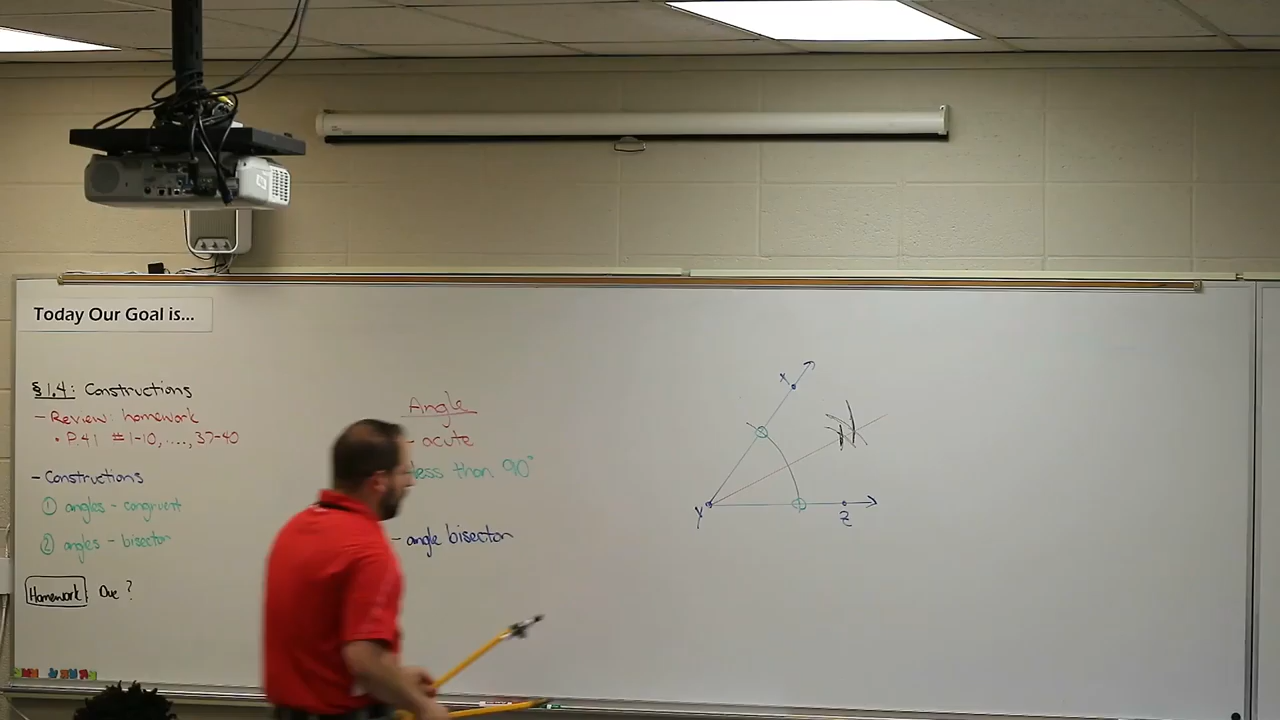 Today Our Goal is...
§1.4: Constructions
- Review: homework
• P.41 #1-10, ...., 37-40
- Constructions
① angles - congruent
② angles - bisector
Homework Due?
Angle
- acute
less than 90°
- angle bisector
X
Y
Z